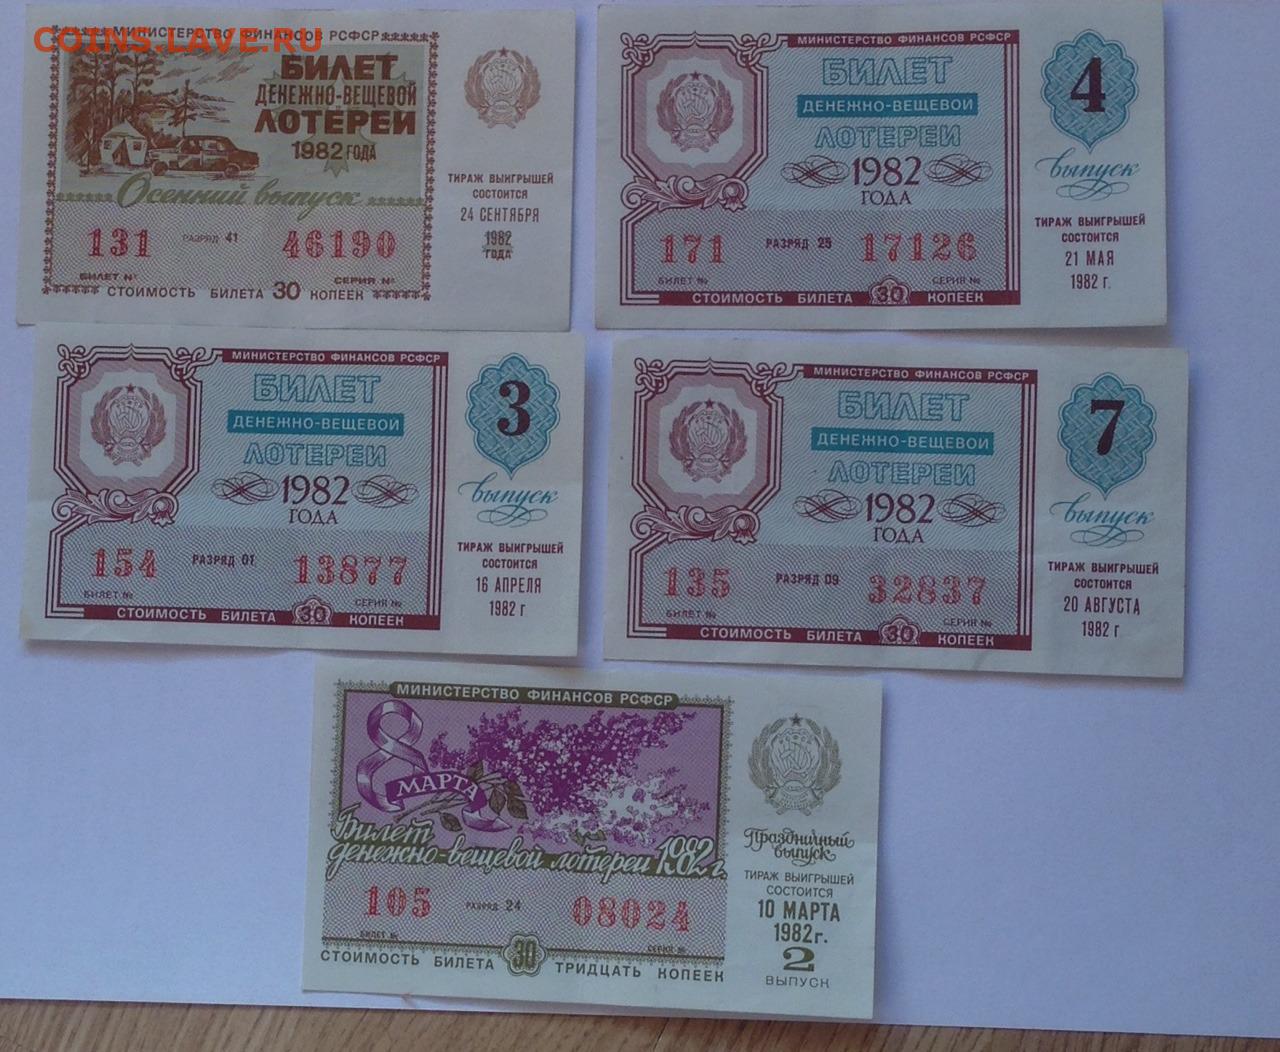 COINS.LAVE.RU
МИНИСТЕРСТВО ФИНАНСОВ РСФСР
БИЛЕТ
ДЕНЕЖНО-ВЕЩЕВОЙ
ЛОТЕРЕИ
1982 ГОДА
Осенний выпуск
131 РАЗРЯД 41 46190
БИЛЕТ № СЕРИЯ №
СТОИМОСТЬ БИЛЕТА 30 КОПЕЕК
ТИРАЖ ВЫИГРЫШЕЙ
СОСТОИТСЯ
24 СЕНТЯБРЯ
1982
ГОДА
МИНИСТЕРСТВО ФИНАНСОВ РСФСР
БИЛЕТ
ДЕНЕЖНО-ВЕЩЕВОЙ
ЛОТЕРЕИ
1982
ГОДА
171 РАЗРЯД 25 17126
БИЛЕТ № СЕРИЯ №
СТОИМОСТЬ БИЛЕТА 30 КОПЕЕК
4
выпуск
ТИРАЖ ВЫИГРЫШЕЙ
СОСТОИТСЯ
21 МАЯ
1982 г.
МИНИСТЕРСТВО ФИНАНСОВ РСФСР
БИЛЕТ
ДЕНЕЖНО-ВЕЩЕВОЙ
ЛОТЕРЕИ
1982
ГОДА
154 РАЗРЯД 01 13877
БИЛЕТ № СЕРИЯ №
СТОИМОСТЬ БИЛЕТА 30 КОПЕЕК
3
выпуск
ТИРАЖ ВЫИГРЫШЕЙ
СОСТОИТСЯ
16 АПРЕЛЯ
1982 г
МИНИСТЕРСТВО ФИНАНСОВ РСФСР
БИЛЕТ
ДЕНЕЖНО-ВЕЩЕВОЙ
ЛОТЕРЕИ
1982
ГОДА
135 РАЗРЯД 09 32837
БИЛЕТ № СЕРИЯ №
СТОИМОСТЬ БИЛЕТА 30 КОПЕЕК
7
выпуск
ТИРАЖ ВЫИГРЫШЕЙ
СОСТОИТСЯ
20 АВГУСТА
1982 г
МИНИСТЕРСТВО ФИНАНСОВ РСФСР
8
МАРТА
Билет
денежно-вещевой лотереи 1982 г.
105 РАЗРЯД 24 08024
БИЛЕТ № СЕРИЯ №
30
СТОИМОСТЬ БИЛЕТА ТРИДЦАТЬ КОПЕЕК
Праздничный
выпуск
ТИРАЖ ВЫИГРЫШЕЙ
СОСТОИТСЯ
10 МАРТА
1982 г.
2
ВЫПУСК